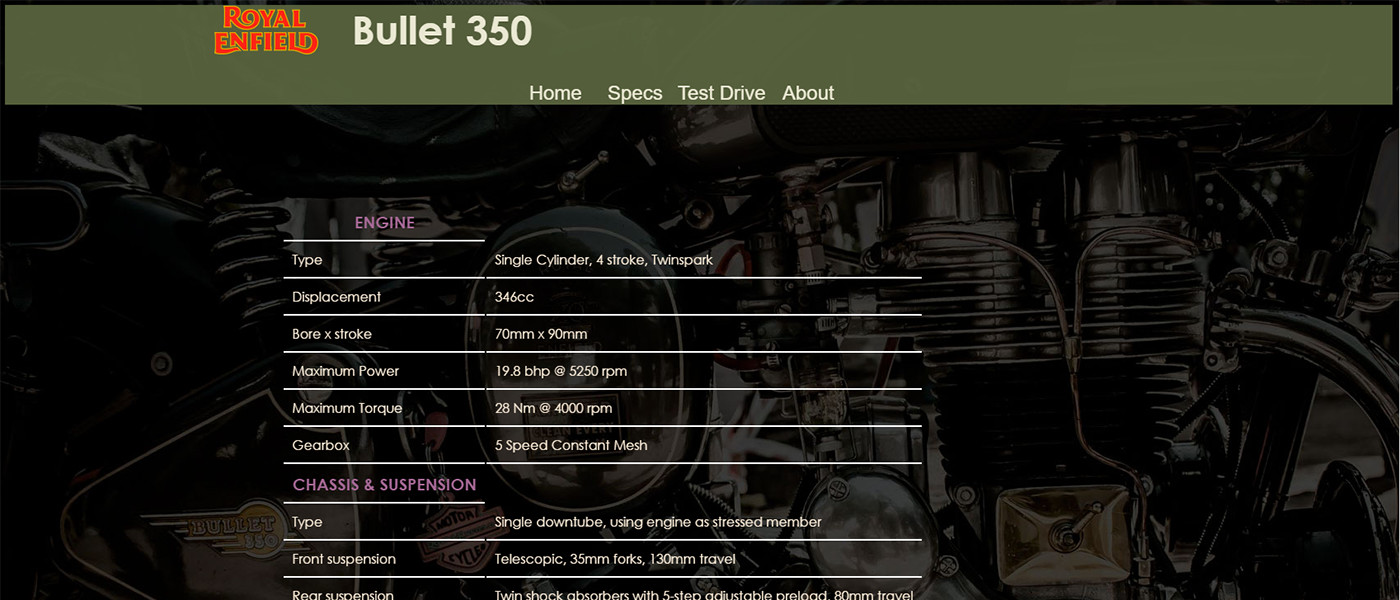 ROYAL
ENFIELD
Bullet 350
Home Specs Test Drive About
ENGINE
Type Single Cylinder, 4 stroke, Twinspark
Displacement 346cc
Bore x stroke 70mm x 90mm
Maximum Power 19.8 bhp @ 5250 rpm
Maximum Torque 28 Nm @ 4000 rpm
Gearbox 5 Speed Constant Mesh
CHASSIS & SUSPENSION
Type Single downtube, using engine as stressed member
Front suspension Telescopic, 35mm forks, 130mm travel
Rear suspension Twin shock absorbers with 5-step adjustable preload, 80mm travel
BULLET
350
MOTOR